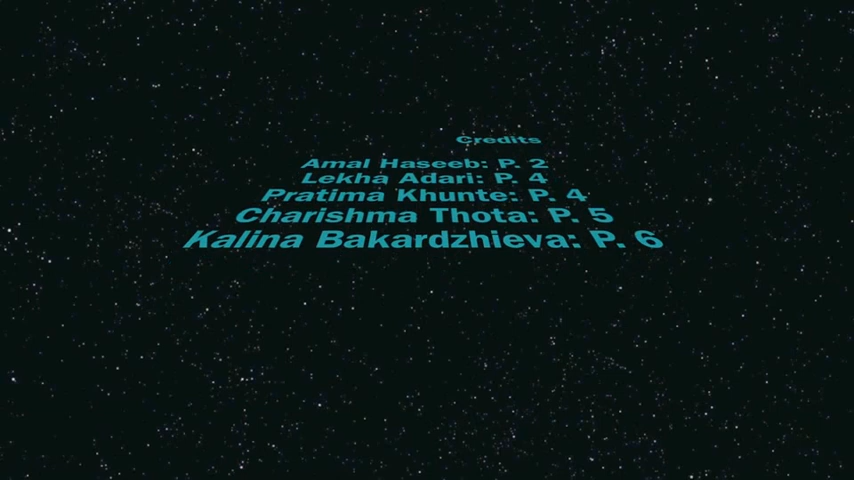 Credits
Amal Haseeb: P. 2
Lekha Adari: P. 4
Pratima Khunte: P. 4
Charishma Thota: P. 5
Kalina Bakardzhieva: P. 6